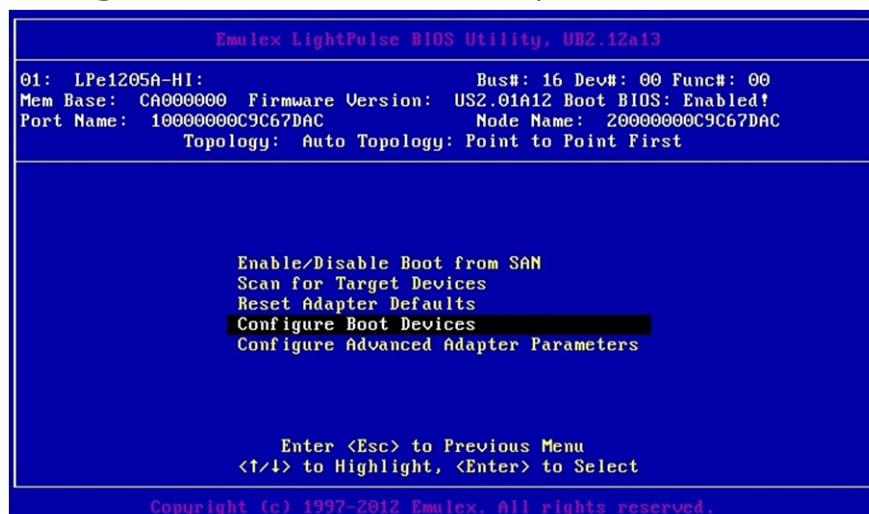 Emulex LightPulse BIOS Utility, UB2.12a13
01: LPe1205A-HI: Bus#: 16 Dev#: 00 Func#: 00
Mem Base: CA000000 Firmware Version: US2.01A12 Boot BIOS: Enabled!
Port Name: 10000000C9C67DAC Node Name: 20000000C9C67DAC
Topology: Auto Topology: Point to Point First
Enable/Disable Boot from SAN
Scan for Target Devices
Reset Adapter Defaults
Configure Boot Devices
Configure Advanced Adapter Parameters
Enter <Esc> to Previous Menu
<↑/↓> to Highlight, <Enter> to Select
Copyright (c) 1997-2012 Emulex. All rights reserved.